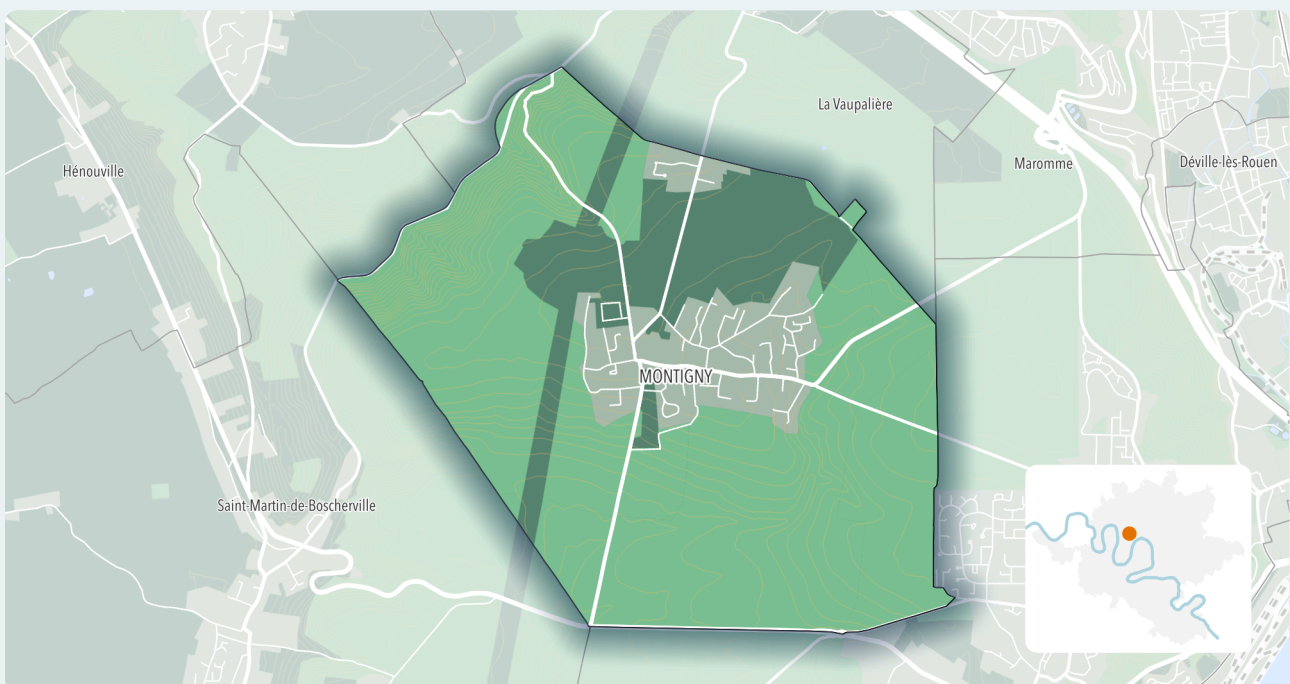 La Vaupalière
Hénouville
Maromme
Déville-lès-Rouen
MONTIGNY
Saint-Martin-de-Boscherville